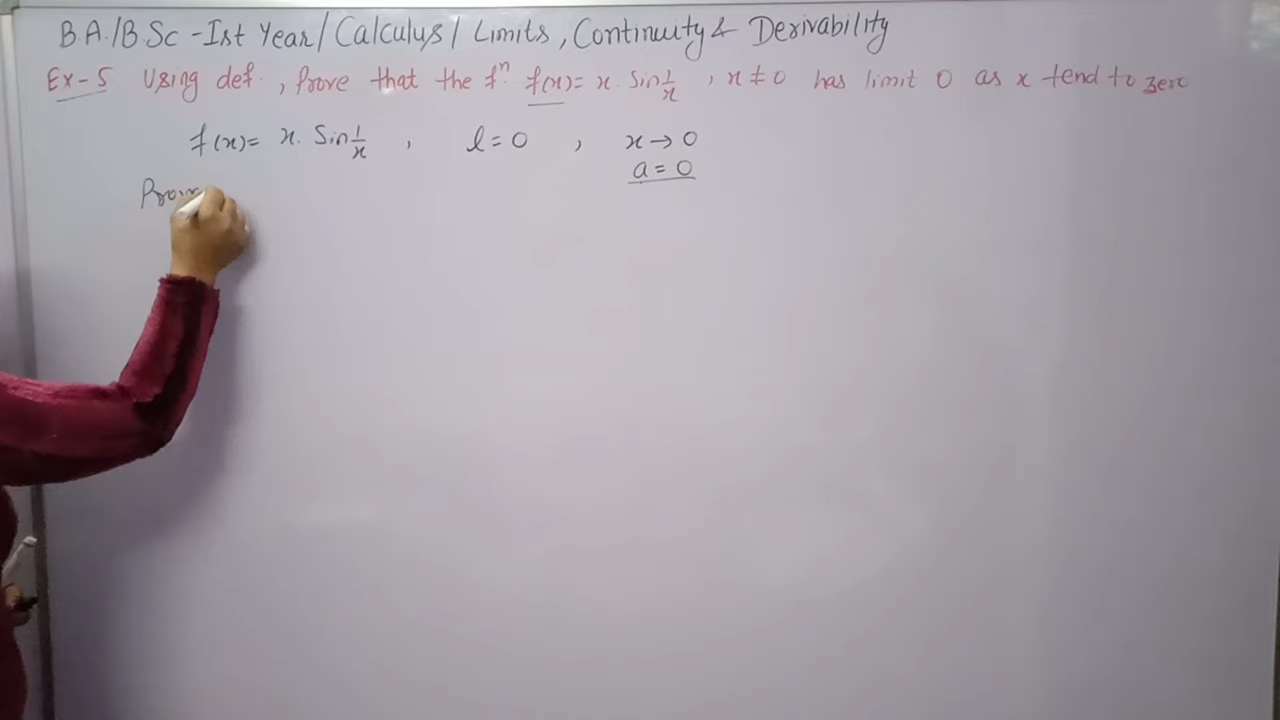 B.A./B.Sc - Ist Year / Calculus / Limits, Continuity & Derivability
Ex-5 Using def., Prove that the fⁿ. f(x) = x. Sin 1/x, x ≠ 0 has limit 0 as x tend to zero
f(x) = x. Sin 1/x, l = 0, x → 0
a = 0